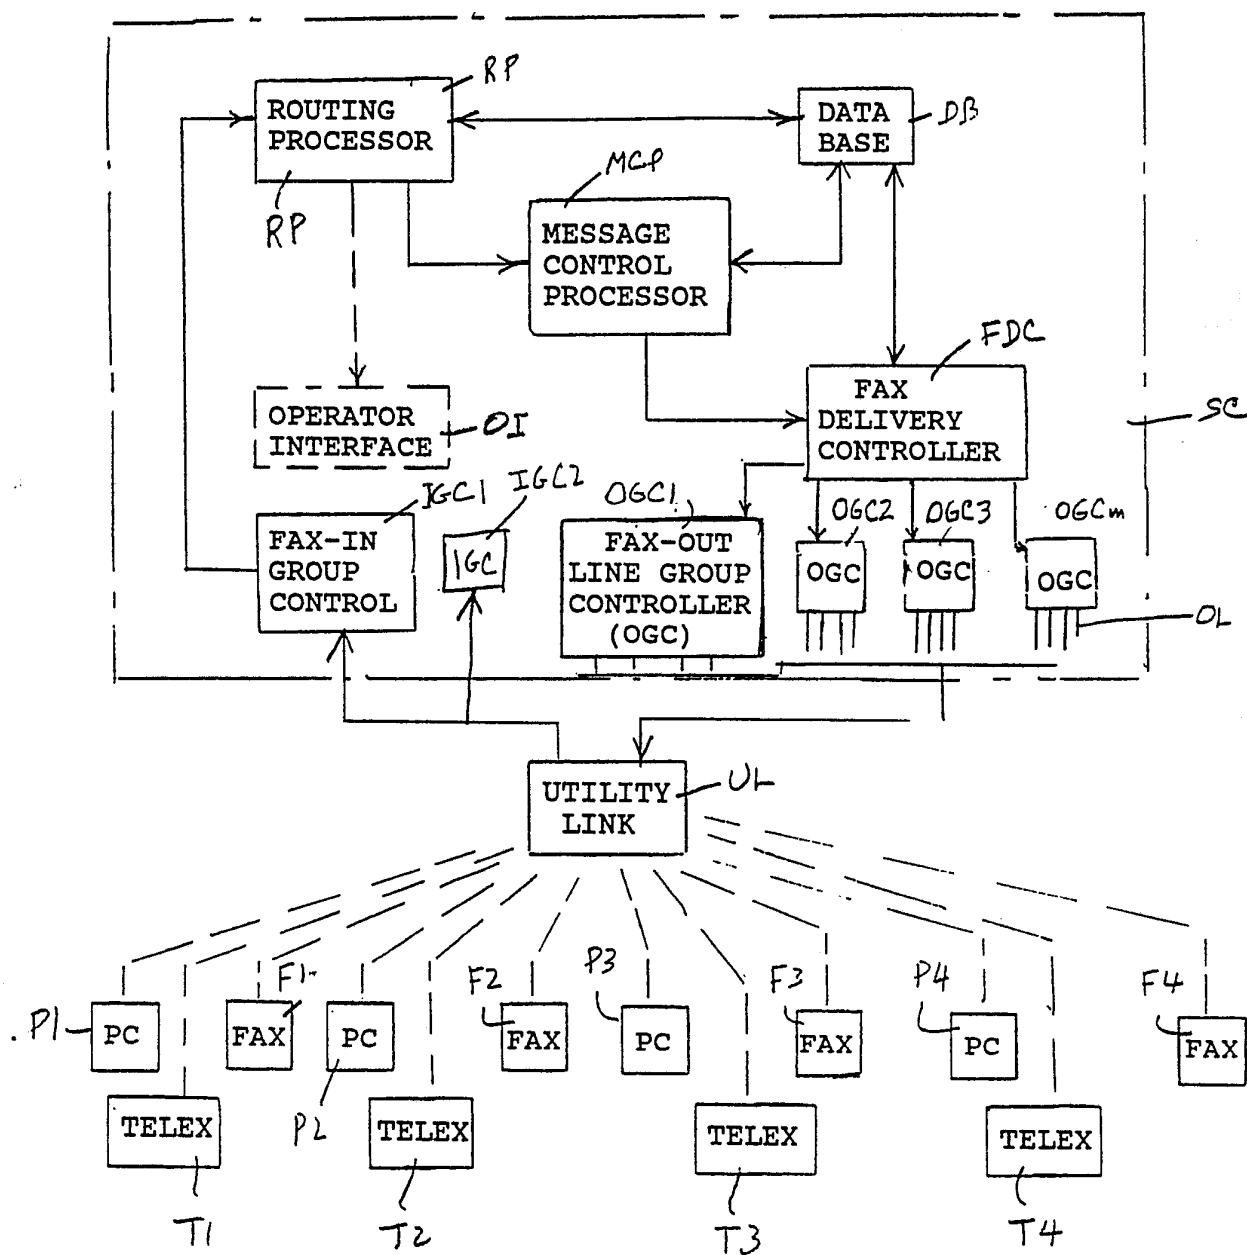 RP
ROUTING
PROCESSOR
RP
DATA
BASE
DB
MCP
MESSAGE
CONTROL
PROCESSOR
FDC
FAX
DELIVERY
CONTROLLER
SC
OPERATOR
INTERFACE
OI
IGC1
FAX-IN
GROUP
CONTROL
IGC2
IGC
OGC1
FAX-OUT
LINE GROUP
CONTROLLER
(OGC)
OGC2
OGC
OGC3
OGC
OGCm
OGC
OL
UTILITY
LINK
UL
P1
PC
F1
FAX
PC
P2
F2
FAX
P3
PC
F3
FAX
P4
PC
F4
FAX
TELEX
T1
TELEX
T2
TELEX
T3
TELEX
T4